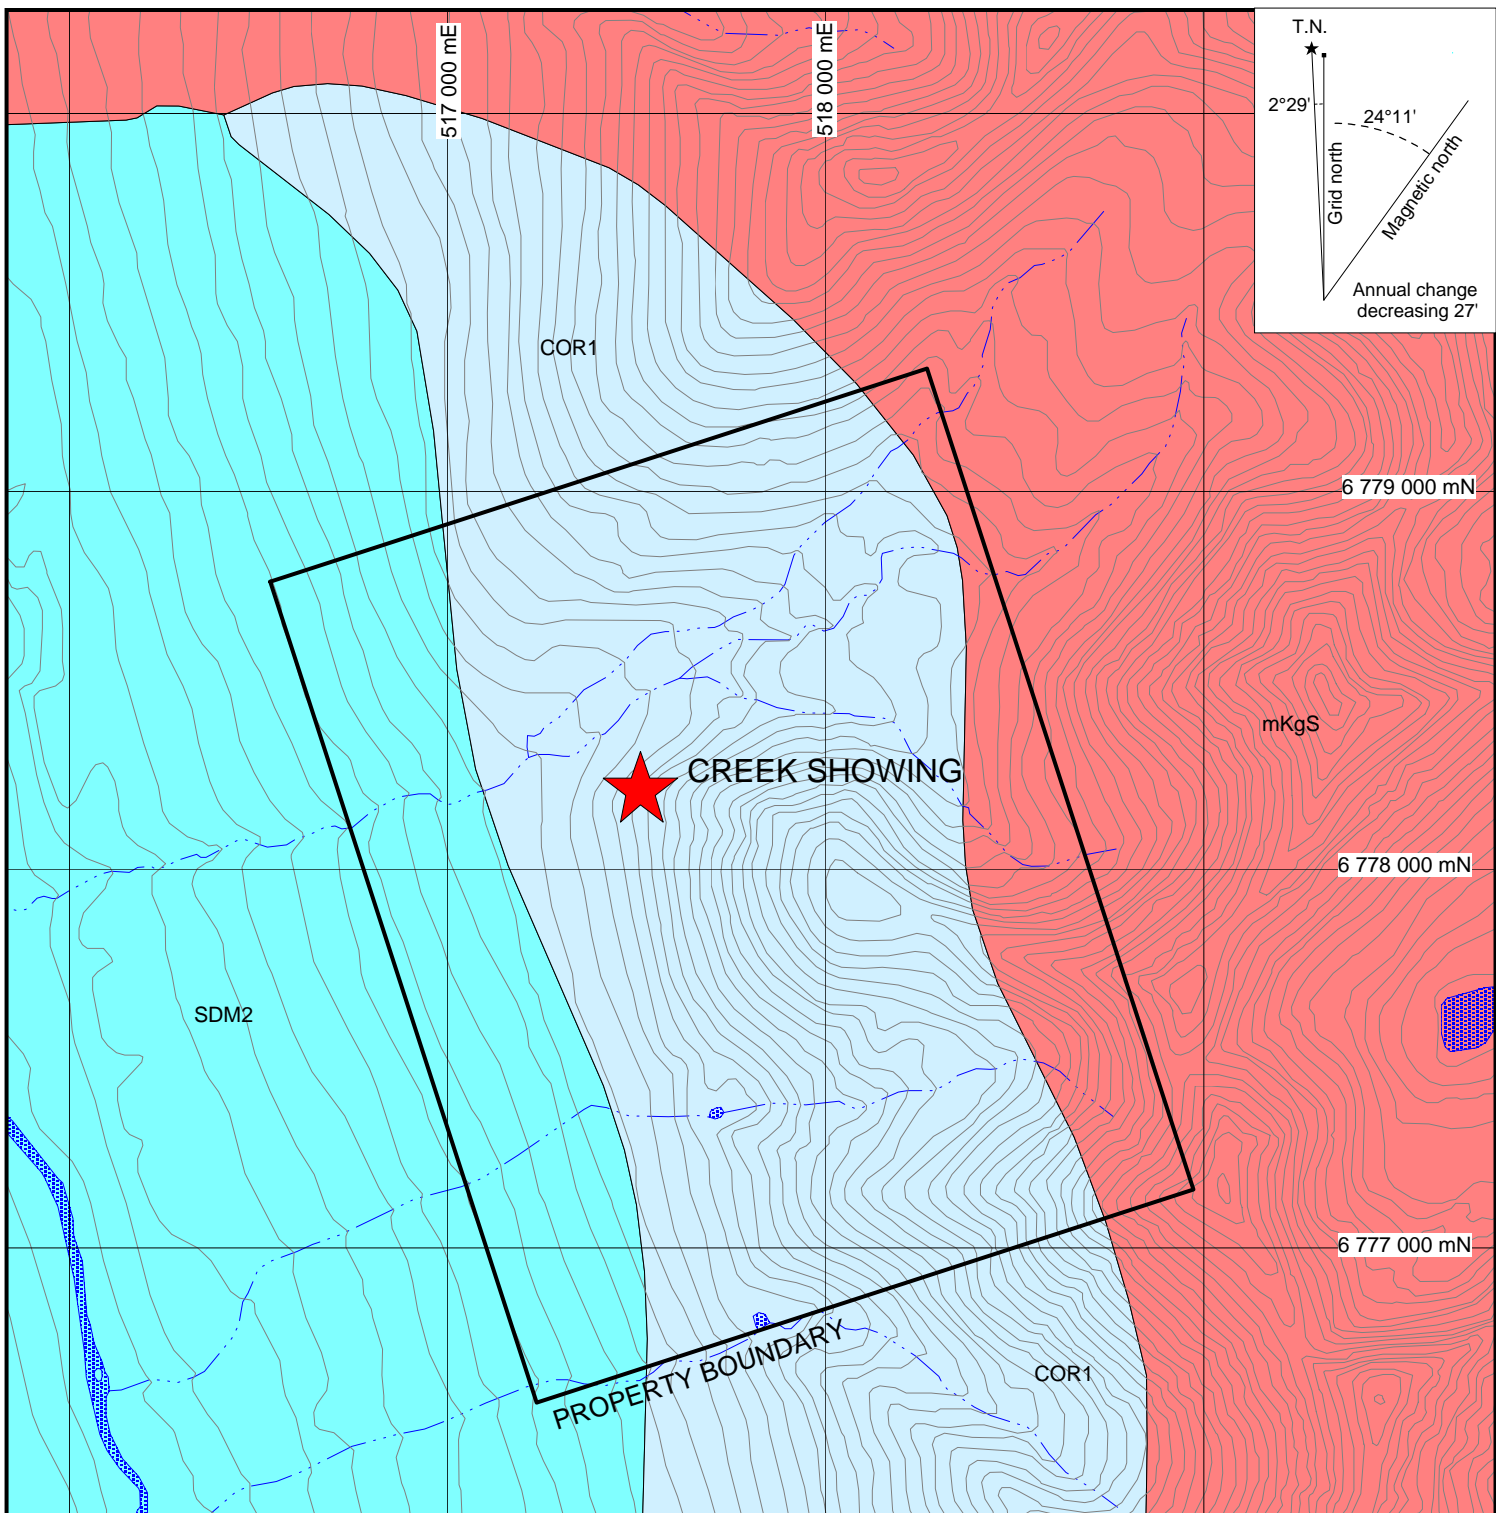 517 000 mE
518 000 mE
T.N.
2°29'
24°11'
Grid north
Magnetic north
Annual change
decreasing 27'
COR1
6 779 000 mN
mKgS
CREEK SHOWING
6 778 000 mN
SDM2
6 777 000 mN
PROPERTY BOUNDARY
COR1